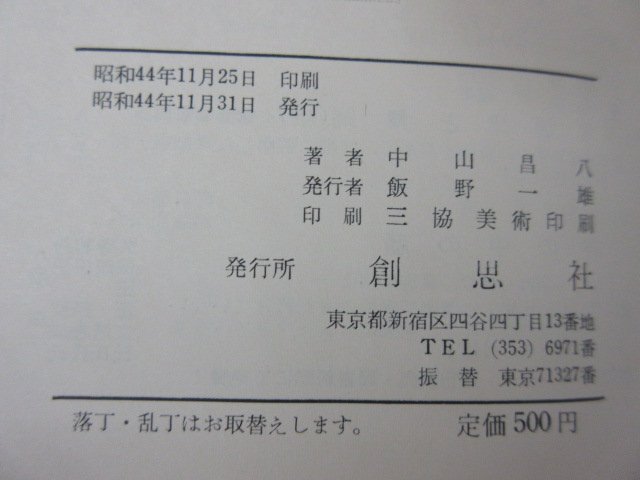 昭和44年11月25日 印刷
昭和44年11月31日 発行
著者 中山昌八
発行者 飯野一雄
印刷 三協美術印刷
発行所 創思社
東京都新宿区四谷四丁目13番地
TEL (353) 6971番
振替 東京71327番
落丁・乱丁はお取替えします。 定価500円